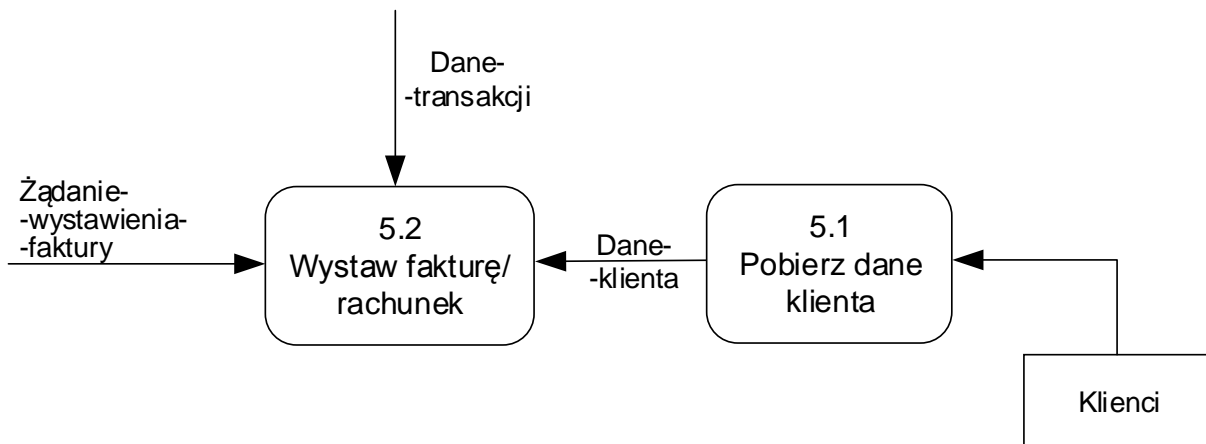 Dane-
-transakcji
Żądanie-
-wystawienia-
-faktury
5.2
Wystaw fakturę/
rachunek
Dane-
-klienta
5.1
Pobierz dane
klienta
Klienci